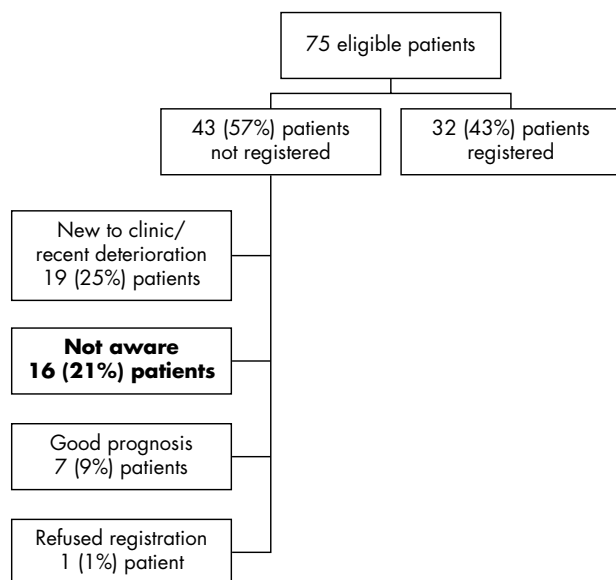 75 eligible patients
43 (57%) patients
not registered
32 (43%) patients
registered
New to clinic/
recent deterioration
19 (25%) patients
Not aware
16 (21%) patients
Good prognosis
7 (9%) patients
Refused registration
1 (1%) patient